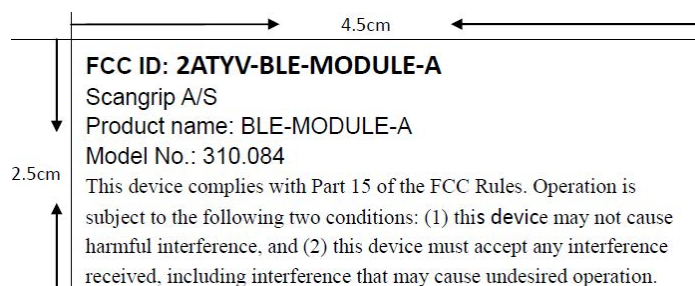 4.5cm
FCC ID: 2ATYV-BLE-MODULE-A
Scangrip A/S
Product name: BLE-MODULE-A
Model No.: 310.084
2.5cm
This device complies with Part 15 of the FCC Rules. Operation is
subject to the following two conditions: (1) this device may not cause
harmful interference, and (2) this device must accept any interference
received, including interference that may cause undesired operation.